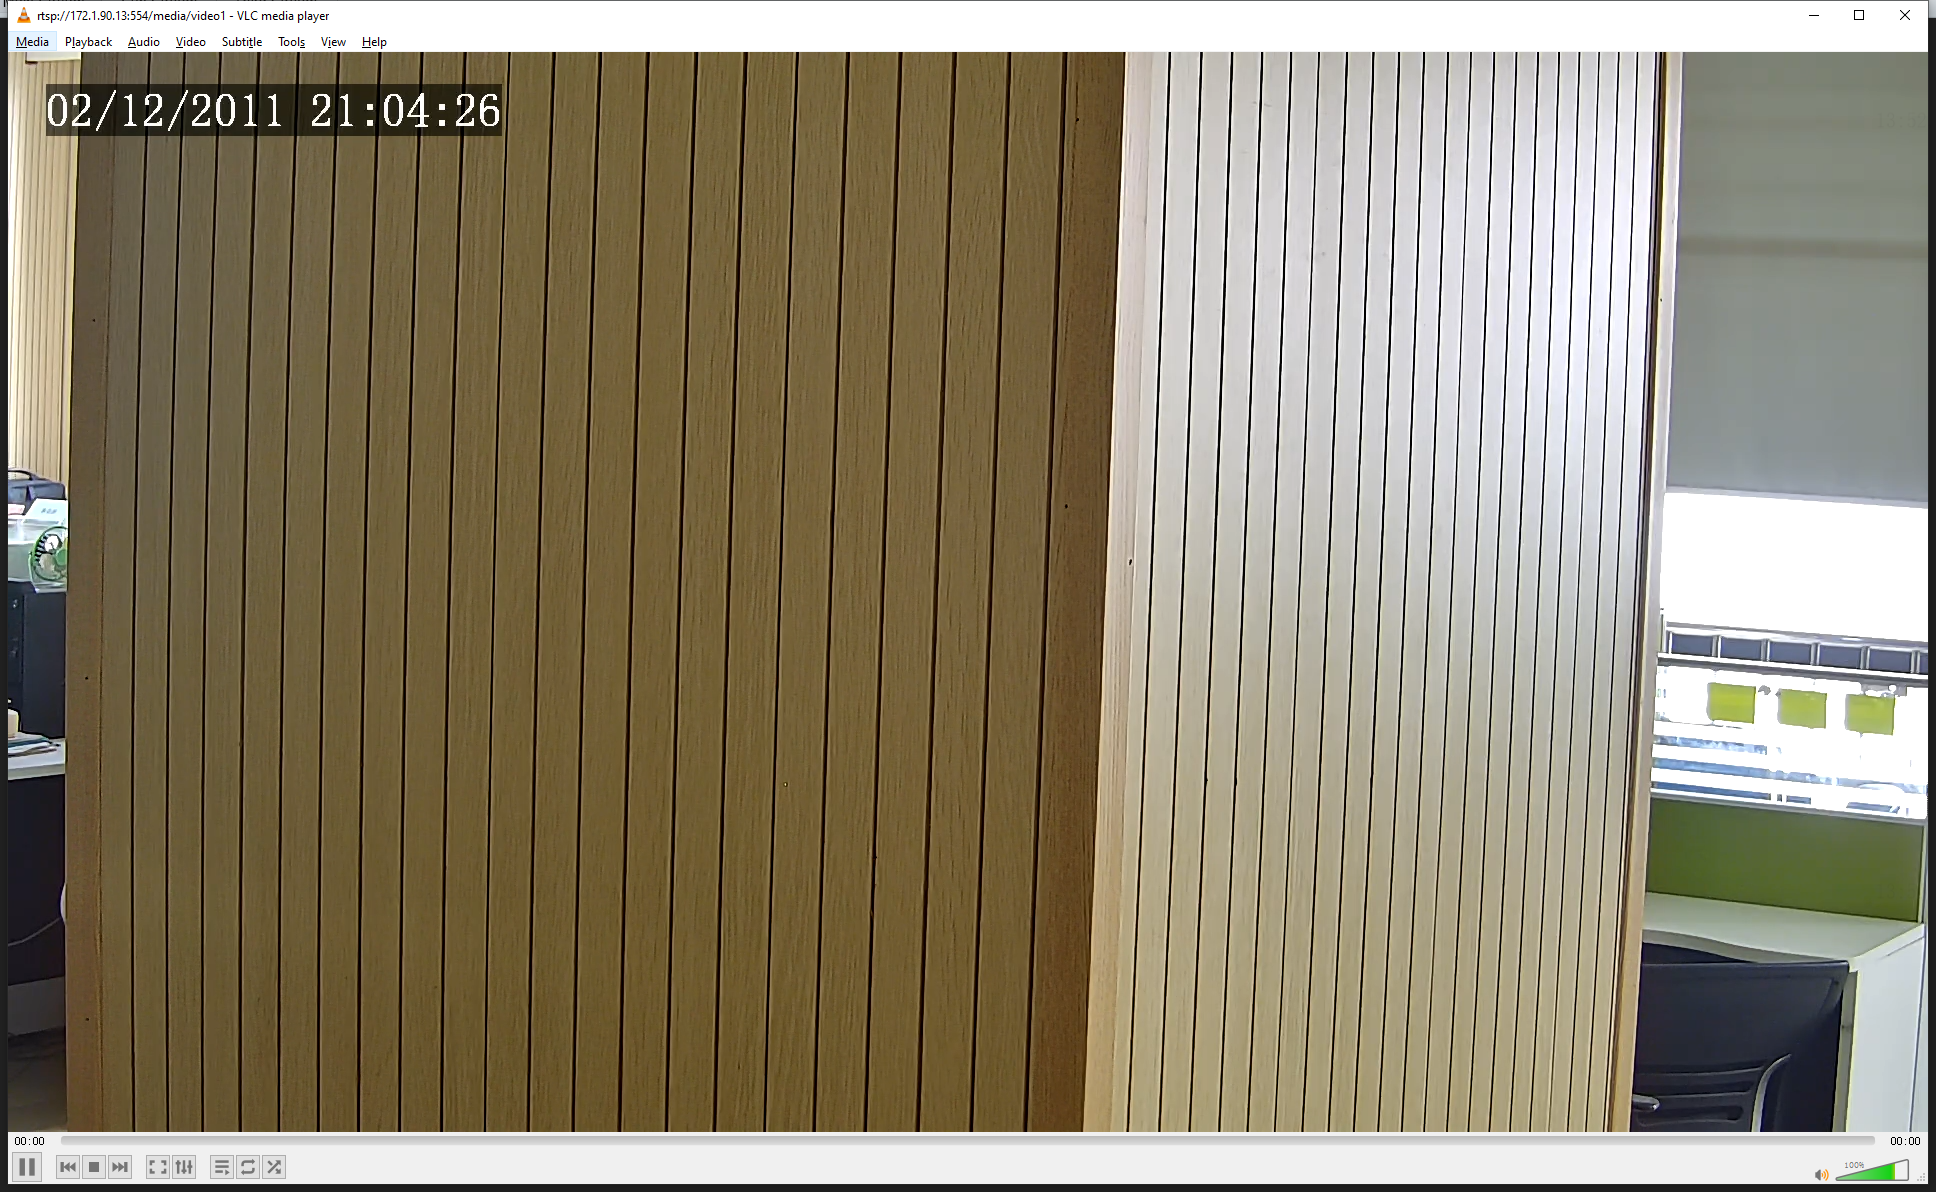 rtsp://172.1.90.13:554/media/video1 - VLC media player
Media Playback Audio Video Subtitle Tools View Help
02/12/2011 21:04:26
00:00 00:00
100%